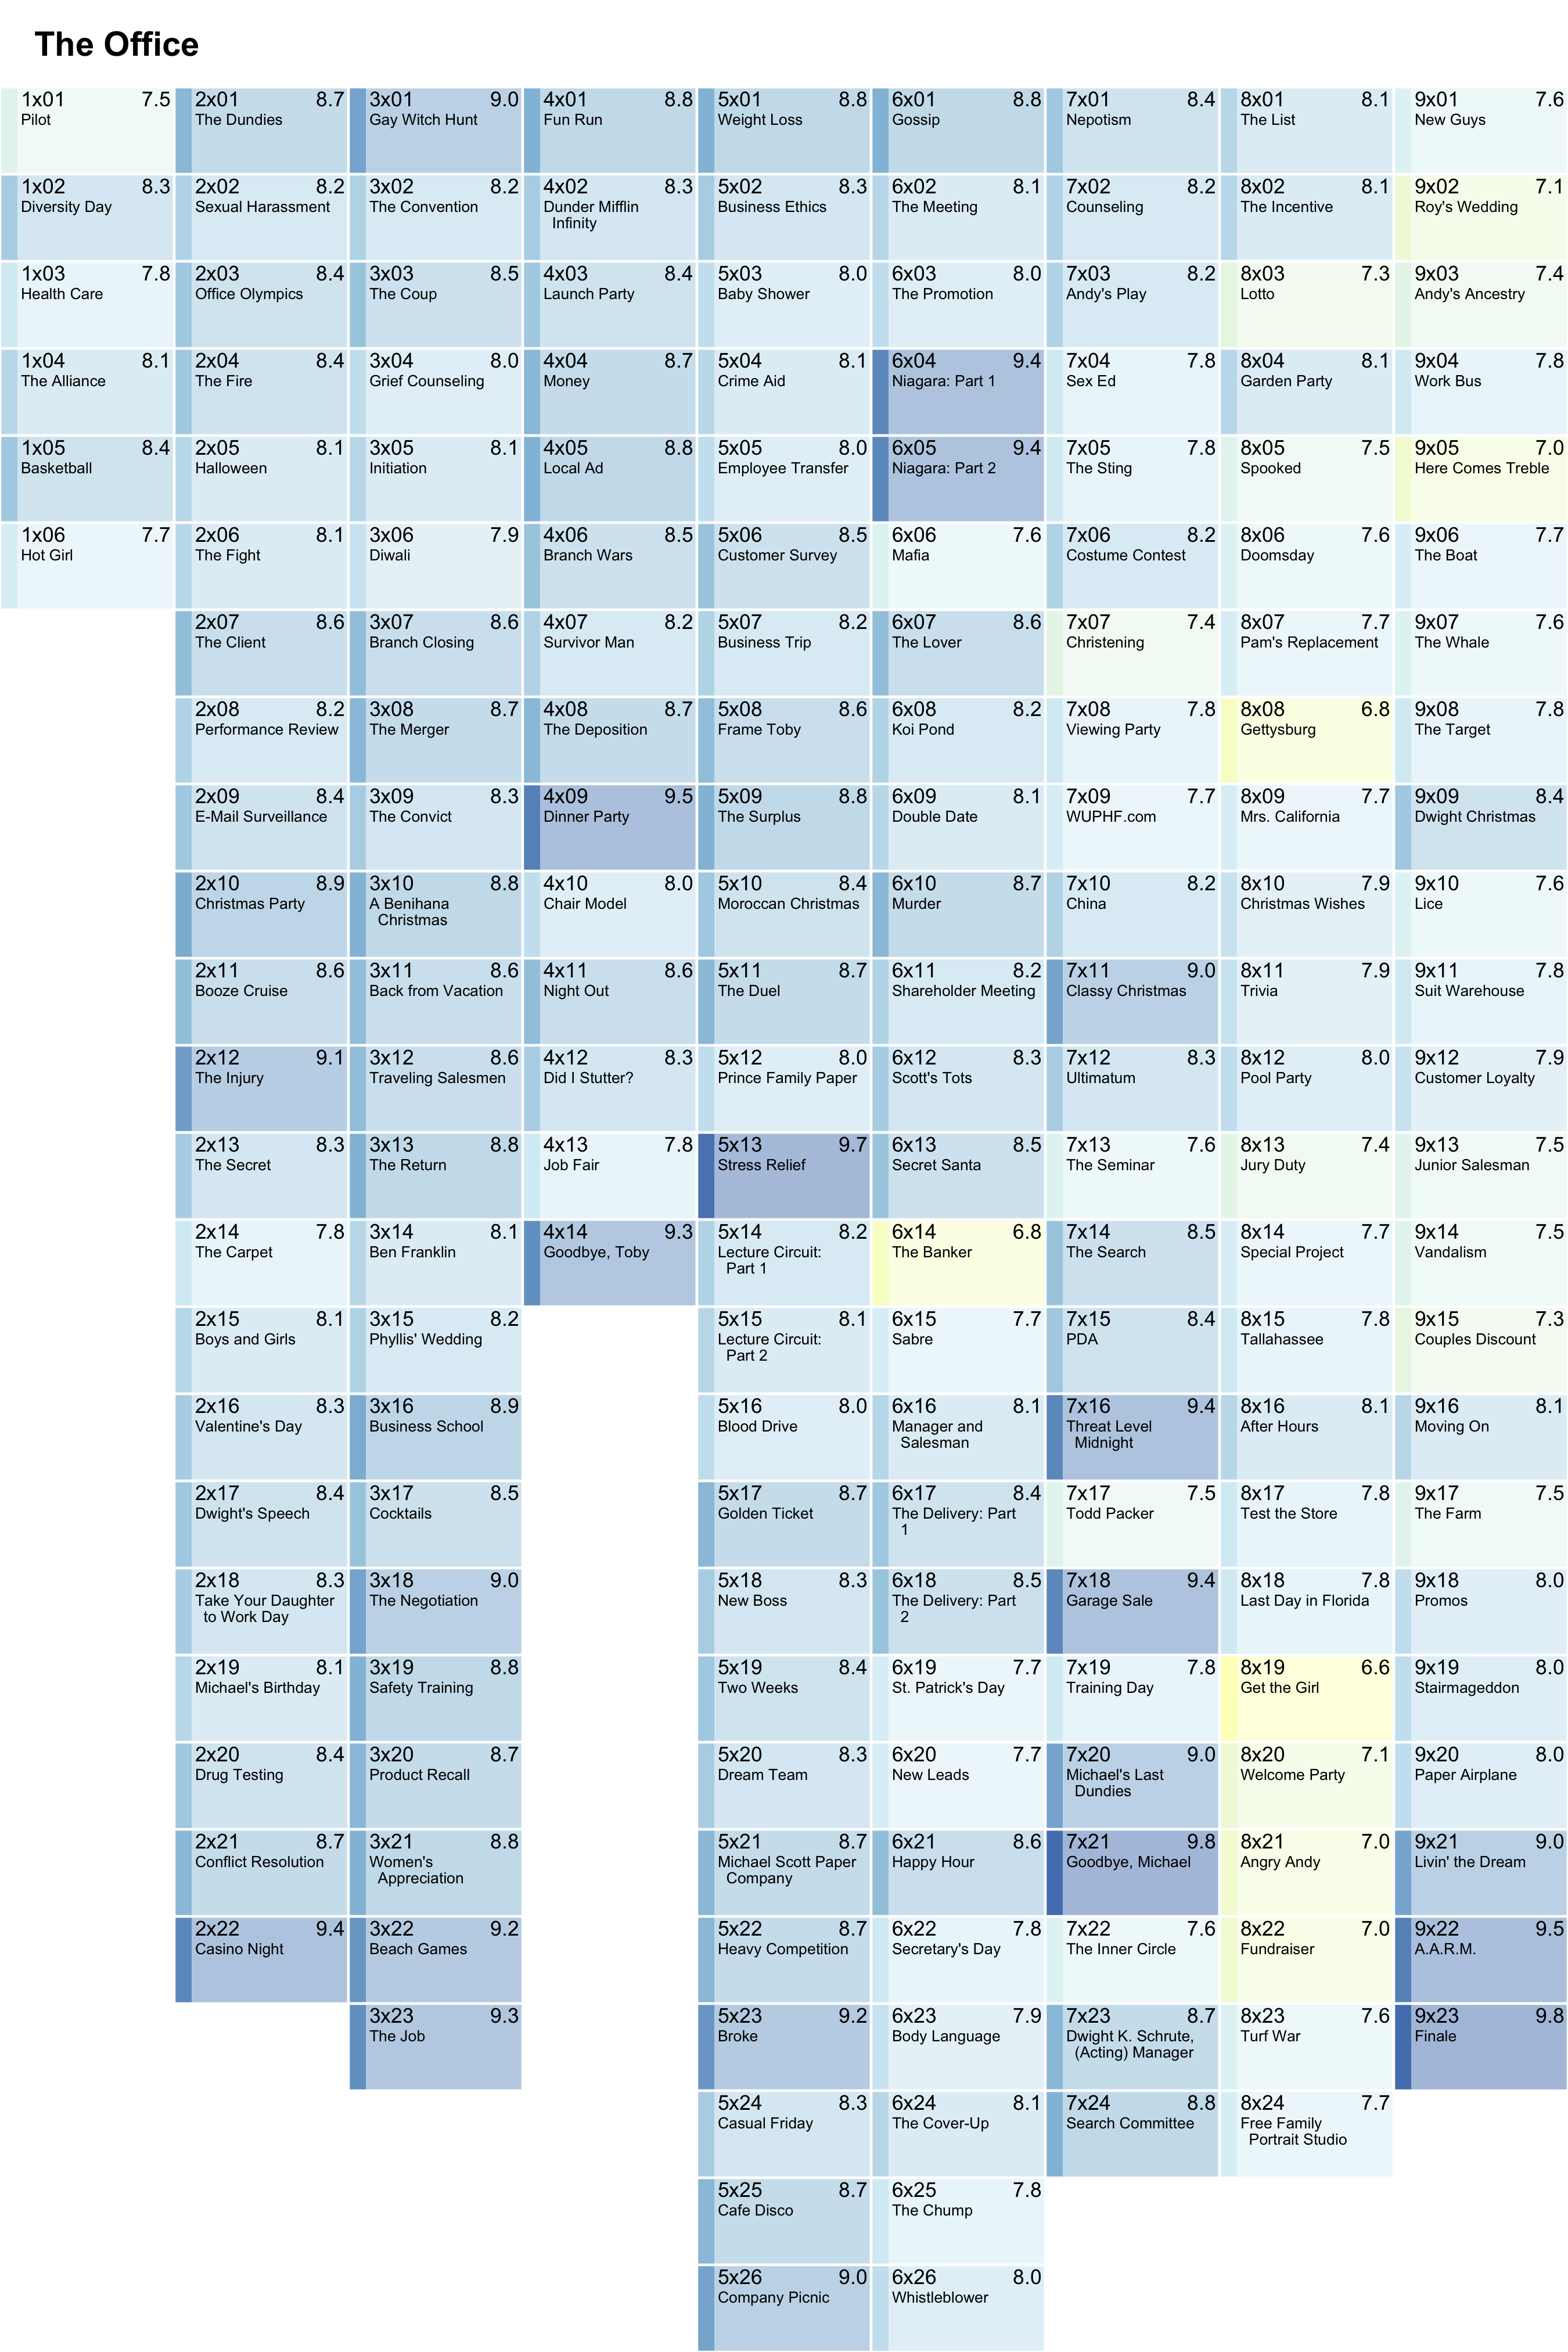 The Office
1x01 7.5
Pilot
1x02 8.3
Diversity Day
1x03 7.8
Health Care
1x04 8.1
The Alliance
1x05 8.4
Basketball
1x06 7.7
Hot Girl
2x01 8.7
The Dundies
2x02 8.2
Sexual Harassment
2x03 8.4
Office Olympics
2x04 8.4
The Fire
2x05 8.1
Halloween
2x06 8.1
The Fight
2x07 8.6
The Client
2x08 8.2
Performance Review
2x09 8.4
E-Mail Surveillance
2x10 8.9
Christmas Party
2x11 8.6
Booze Cruise
2x12 9.1
The Injury
2x13 8.3
The Secret
2x14 7.8
The Carpet
2x15 8.1
Boys and Girls
2x16 8.3
Valentine's Day
2x17 8.4
Dwight's Speech
2x18 8.3
Take Your Daughter
to Work Day
2x19 8.1
Michael's Birthday
2x20 8.4
Drug Testing
2x21 8.7
Conflict Resolution
2x22 9.4
Casino Night
3x01 9.0
Gay Witch Hunt
3x02 8.2
The Convention
3x03 8.5
The Coup
3x04 8.0
Grief Counseling
3x05 8.1
Initiation
3x06 7.9
Diwali
3x07 8.6
Branch Closing
3x08 8.7
The Merger
3x09 8.3
The Convict
3x10 8.8
A Benihana
Christmas
3x11 8.6
Back from Vacation
3x12 8.6
Traveling Salesmen
3x13 8.8
The Return
3x14 8.1
Ben Franklin
3x15 8.2
Phyllis' Wedding
3x16 8.9
Business School
3x17 8.5
Cocktails
3x18 9.0
The Negotiation
3x19 8.8
Safety Training
3x20 8.7
Product Recall
3x21 8.8
Women's
Appreciation
3x22 9.2
Beach Games
3x23 9.3
The Job
4x01 8.8
Fun Run
4x02 8.3
Dunder Mifflin
Infinity
4x03 8.4
Launch Party
4x04 8.7
Money
4x05 8.8
Local Ad
4x06 8.5
Branch Wars
4x07 8.2
Survivor Man
4x08 8.7
The Deposition
4x09 9.5
Dinner Party
4x10 8.0
Chair Model
4x11 8.6
Night Out
4x12 8.3
Did I Stutter?
4x13 7.8
Job Fair
4x14 9.3
Goodbye, Toby
5x01 8.8
Weight Loss
5x02 8.3
Business Ethics
5x03 8.0
Baby Shower
5x04 8.1
Crime Aid
5x05 8.0
Employee Transfer
5x06 8.5
Customer Survey
5x07 8.2
Business Trip
5x08 8.6
Frame Toby
5x09 8.8
The Surplus
5x10 8.4
Moroccan Christmas
5x11 8.7
The Duel
5x12 8.0
Prince Family Paper
5x13 9.7
Stress Relief
5x14 8.2
Lecture Circuit:
Part 1
5x15 8.1
Lecture Circuit:
Part 2
5x16 8.0
Blood Drive
5x17 8.7
Golden Ticket
5x18 8.3
New Boss
5x19 8.4
Two Weeks
5x20 8.3
Dream Team
5x21 8.7
Michael Scott Paper
Company
5x22 8.7
Heavy Competition
5x23 9.2
Broke
5x24 8.3
Casual Friday
5x25 8.7
Cafe Disco
5x26 9.0
Company Picnic
6x01 8.8
Gossip
6x02 8.1
The Meeting
6x03 8.0
The Promotion
6x04 9.4
Niagara: Part 1
6x05 9.4
Niagara: Part 2
6x06 7.6
Mafia
6x07 8.6
The Lover
6x08 8.2
Koi Pond
6x09 8.1
Double Date
6x10 8.7
Murder
6x11 8.2
Shareholder Meeting
6x12 8.3
Scott's Tots
6x13 8.5
Secret Santa
6x14 6.8
The Banker
6x15 7.7
Sabre
6x16 8.1
Manager and
Salesman
6x17 8.4
The Delivery: Part
1
6x18 8.5
The Delivery: Part
2
6x19 7.7
St. Patrick's Day
6x20 7.7
New Leads
6x21 8.6
Happy Hour
6x22 7.8
Secretary's Day
6x23 7.9
Body Language
6x24 8.1
The Cover-Up
6x25 7.8
The Chump
6x26 8.0
Whistleblower
7x01 8.4
Nepotism
7x02 8.2
Counseling
7x03 8.2
Andy's Play
7x04 7.8
Sex Ed
7x05 7.8
The Sting
7x06 8.2
Costume Contest
7x07 7.4
Christening
7x08 7.8
Viewing Party
7x09 7.7
WUPHF.com
7x10 8.2
China
7x11 9.0
Classy Christmas
7x12 8.3
Ultimatum
7x13 7.6
The Seminar
7x14 8.5
The Search
7x15 8.4
PDA
7x16 9.4
Threat Level
Midnight
7x17 7.5
Todd Packer
7x18 9.4
Garage Sale
7x19 7.8
Training Day
7x20 9.0
Michael's Last
Dundies
7x21 9.8
Goodbye, Michael
7x22 7.6
The Inner Circle
7x23 8.7
Dwight K. Schrute,
(Acting) Manager
7x24 8.8
Search Committee
8x01 8.1
The List
8x02 8.1
The Incentive
8x03 7.3
Lotto
8x04 8.1
Garden Party
8x05 7.5
Spooked
8x06 7.6
Doomsday
8x07 7.7
Pam's Replacement
8x08 6.8
Gettysburg
8x09 7.7
Mrs. California
8x10 7.9
Christmas Wishes
8x11 7.9
Trivia
8x12 8.0
Pool Party
8x13 7.4
Jury Duty
8x14 7.7
Special Project
8x15 7.8
Tallahassee
8x16 8.1
After Hours
8x17 7.8
Test the Store
8x18 7.8
Last Day in Florida
8x19 6.6
Get the Girl
8x20 7.1
Welcome Party
8x21 7.0
Angry Andy
8x22 7.0
Fundraiser
8x23 7.6
Turf War
8x24 7.7
Free Family
Portrait Studio
9x01 7.6
New Guys
9x02 7.1
Roy's Wedding
9x03 7.4
Andy's Ancestry
9x04 7.8
Work Bus
9x05 7.0
Here Comes Treble
9x06 7.7
The Boat
9x07 7.6
The Whale
9x08 7.8
The Target
9x09 8.4
Dwight Christmas
9x10 7.6
Lice
9x11 7.8
Suit Warehouse
9x12 7.9
Customer Loyalty
9x13 7.5
Junior Salesman
9x14 7.5
Vandalism
9x15 7.3
Couples Discount
9x16 8.1
Moving On
9x17 7.5
The Farm
9x18 8.0
Promos
9x19 8.0
Stairmageddon
9x20 8.0
Paper Airplane
9x21 9.0
Livin' the Dream
9x22 9.5
A.A.R.M.
9x23 9.8
Finale